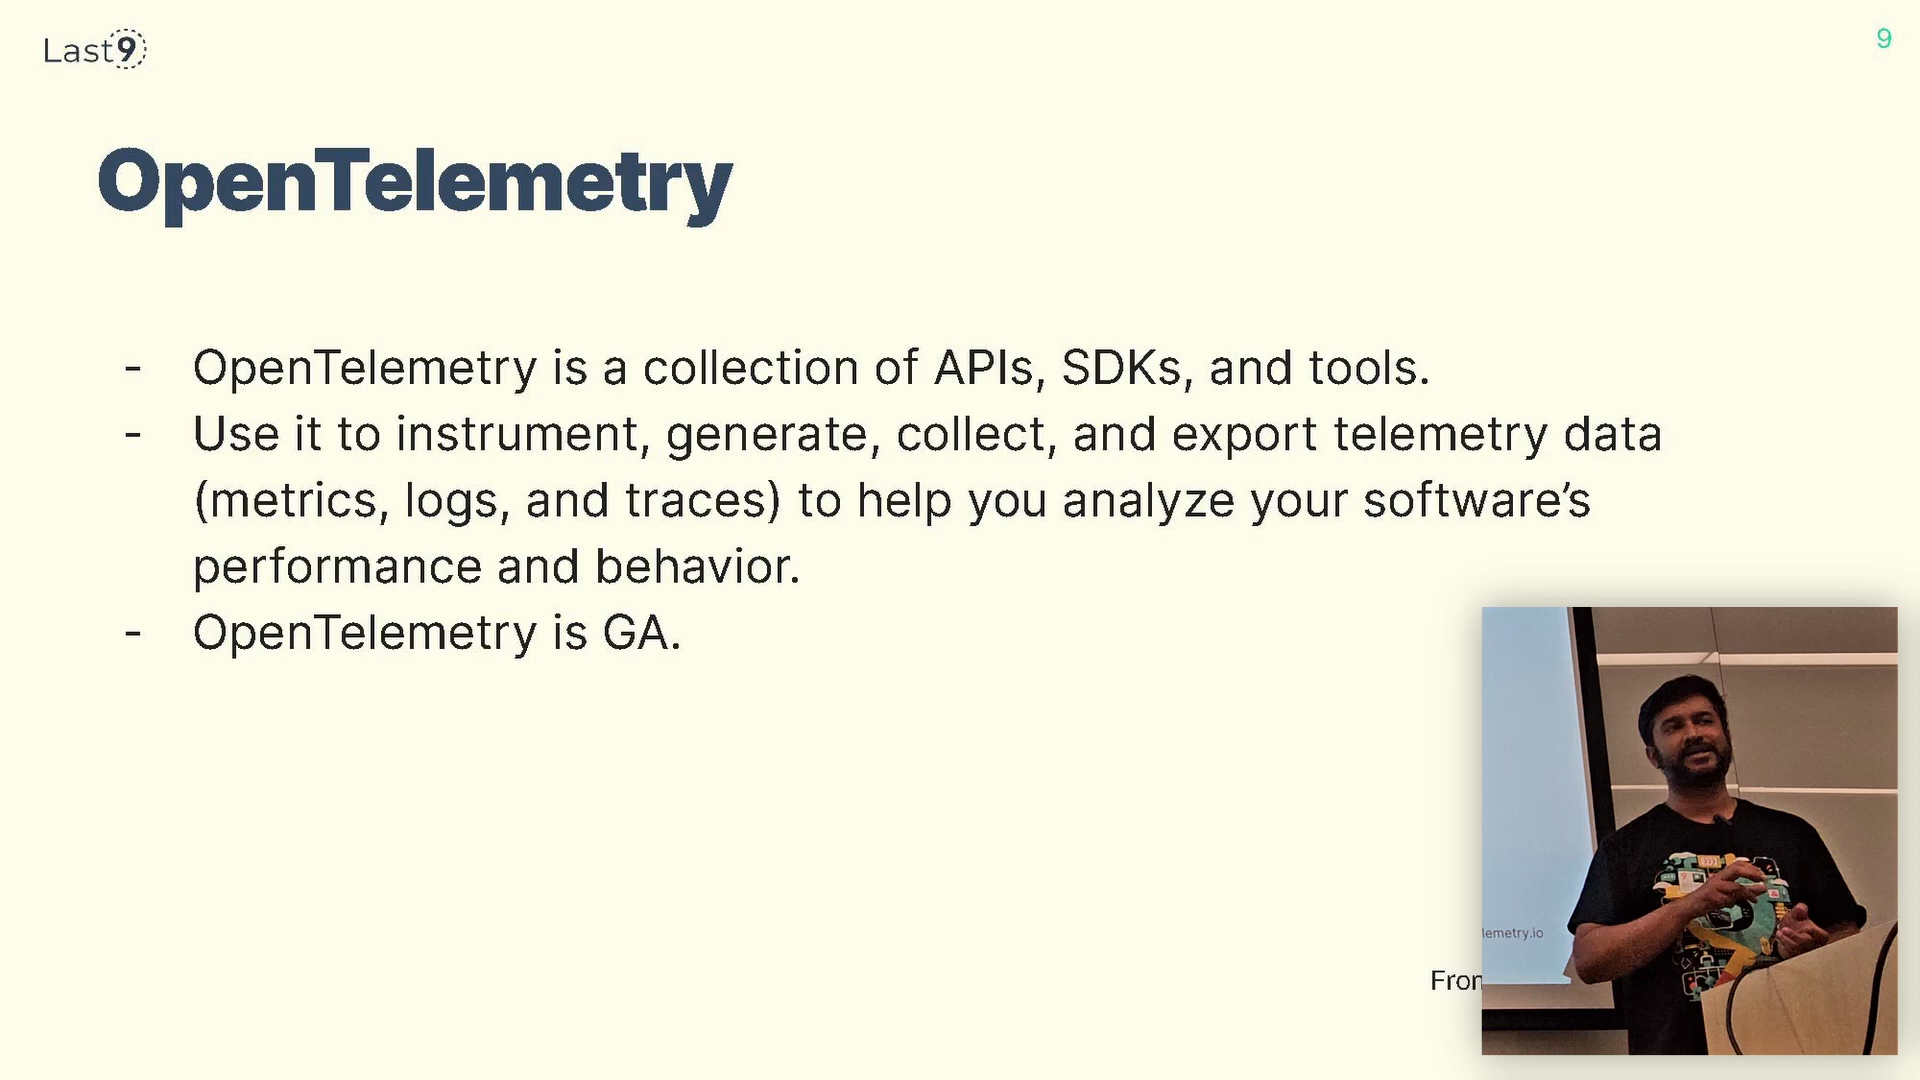 Last9
9
OpenTelemetry
- OpenTelemetry is a collection of APIs, SDKs, and tools.
- Use it to instrument, generate, collect, and export telemetry data
(metrics, logs, and traces) to help you analyze your software’s
performance and behavior.
- OpenTelemetry is GA.
lemetry.io